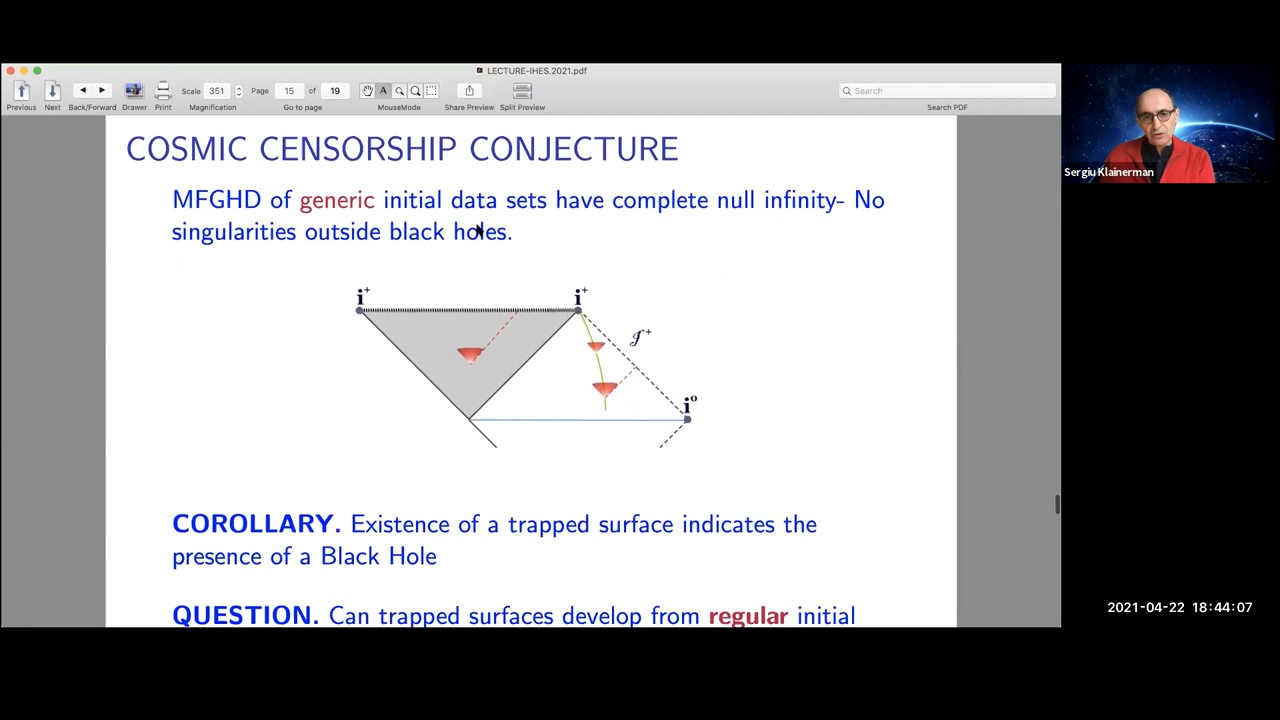 LECTURE-IHES.2021.pdf
Scale 351 Page 15 of 19 Search
Previous Next Back/Forward Drawer Print Magnification Go to page MouseMode Share Preview Split Preview Search PDF
COSMIC CENSORSHIP CONJECTURE
MFGHD of generic initial data sets have complete null infinity- No
singularities outside black holes.
i+ i+
𝓘+
i0
COROLLARY. Existence of a trapped surface indicates the
presence of a Black Hole
QUESTION. Can trapped surfaces develop from regular initial
Sergiu Klainerman
2021-04-22 18:44:07